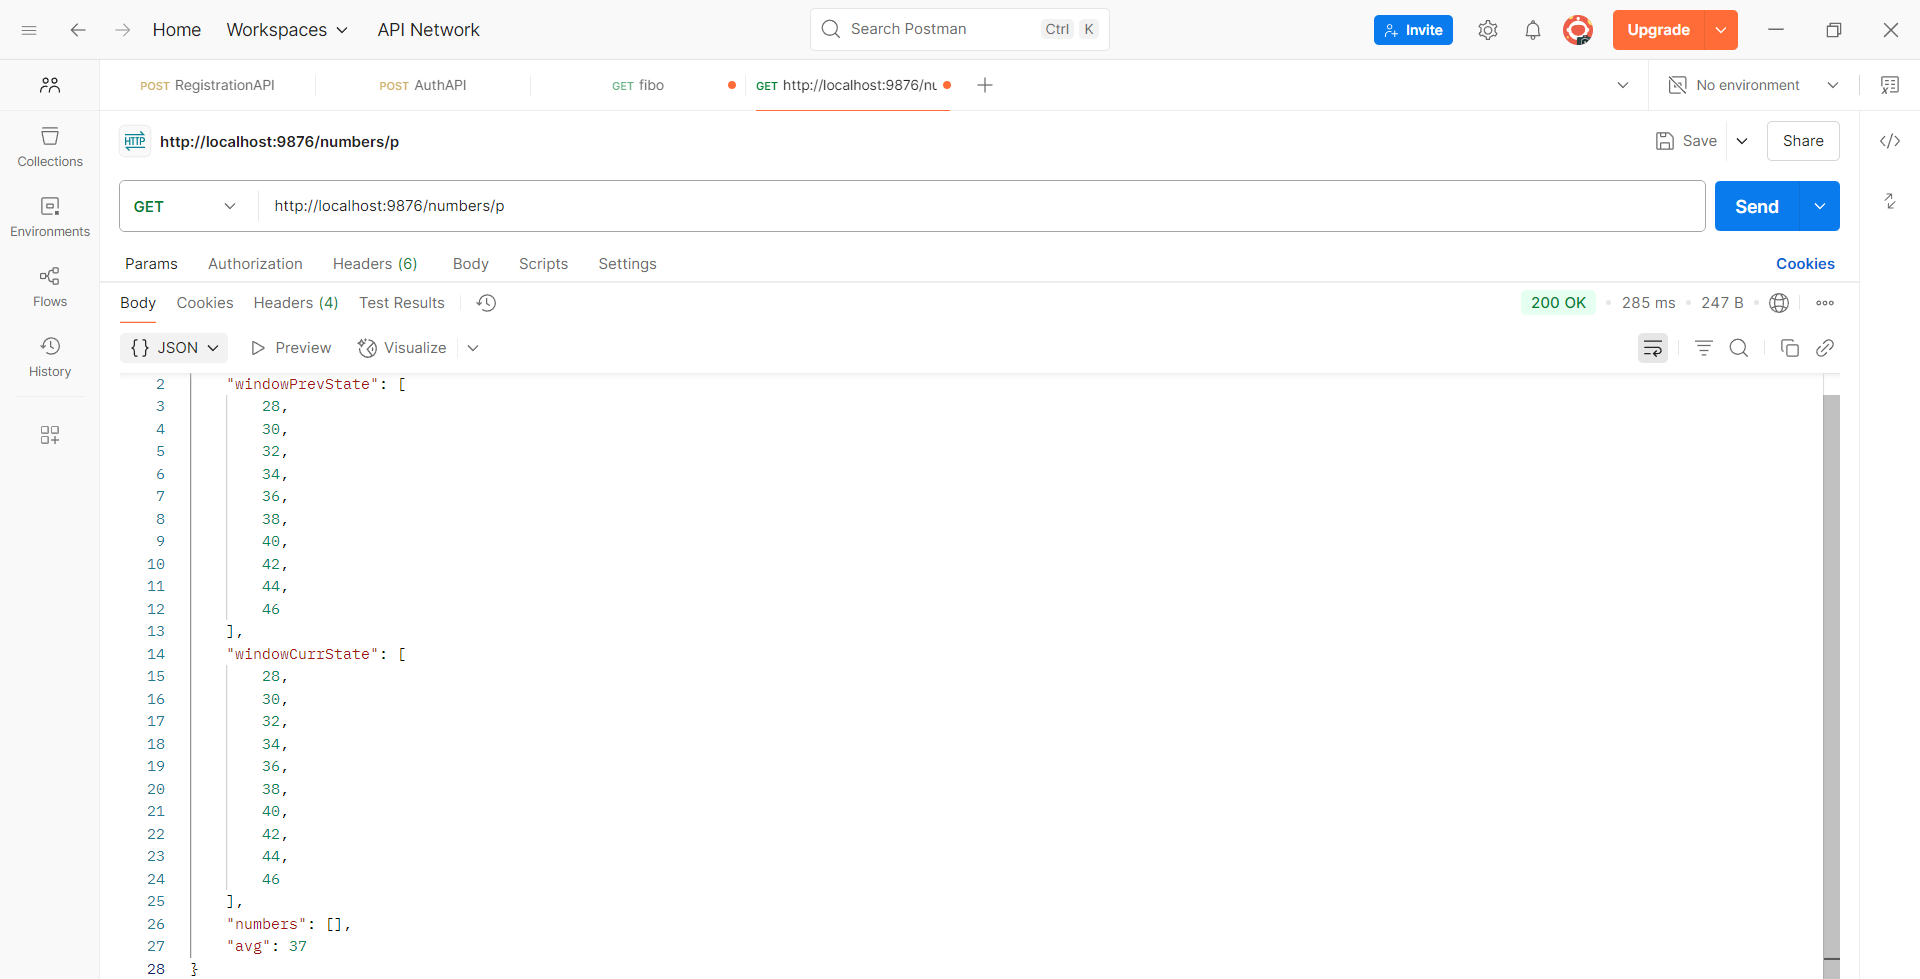 Home Workspaces API Network Search Postman Ctrl K Invite Upgrade
POST RegistrationAPI POST AuthAPI GET fibo GET http://localhost:9876/nu No environment
HTTP http://localhost:9876/numbers/p Save Share
Collections
GET http://localhost:9876/numbers/p Send
Environments
Params Authorization Headers (6) Body Scripts Settings Cookies
Flows
Body Cookies Headers (4) Test Results 200 OK 285 ms 247 B
{} JSON Preview Visualize
History
2 "windowPrevState": [
3 28,
4 30,
5 32,
6 34,
7 36,
8 38,
9 40,
10 42,
11 44,
12 46
13 ],
14 "windowCurrState": [
15 28,
16 30,
17 32,
18 34,
19 36,
20 38,
21 40,
22 42,
23 44,
24 46
25 ],
26 "numbers": [],
27 "avg": 37
28 }